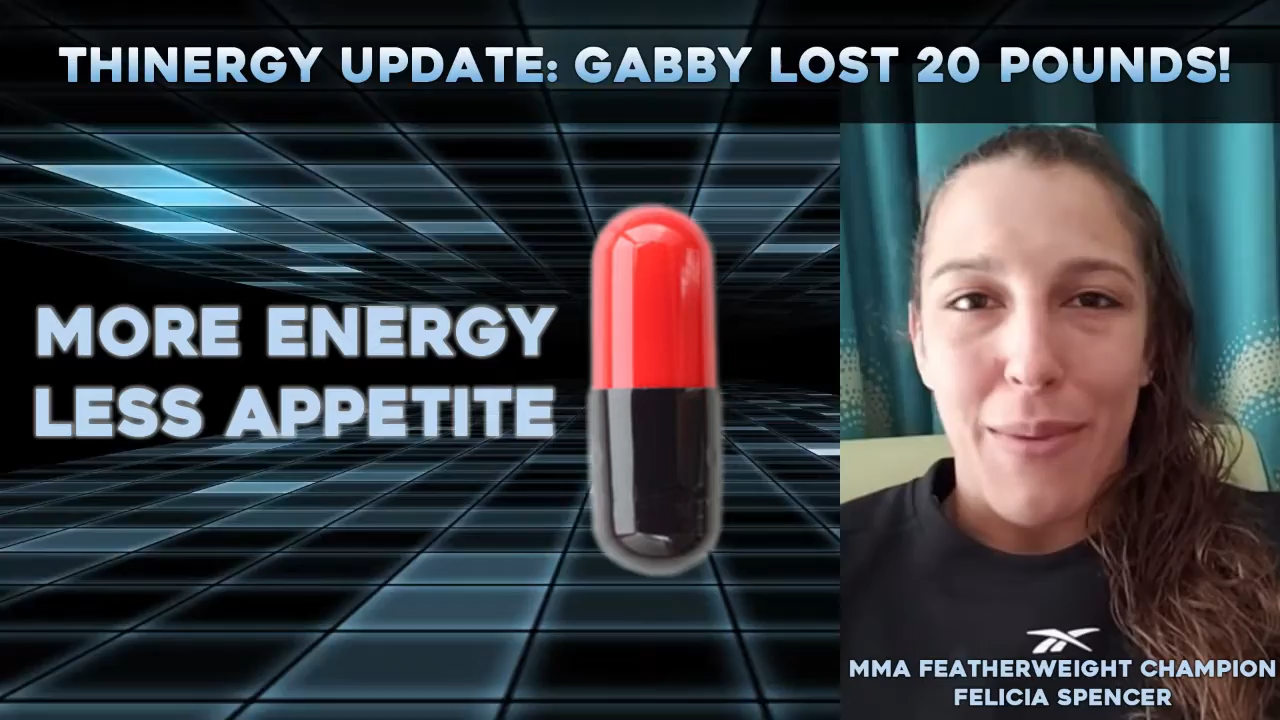 THINERGY UPDATE: GABBY LOST 20 POUNDS!
MORE ENERGY
LESS APPETITE
MMA FEATHERWEIGHT CHAMPION
FELICIA SPENCER